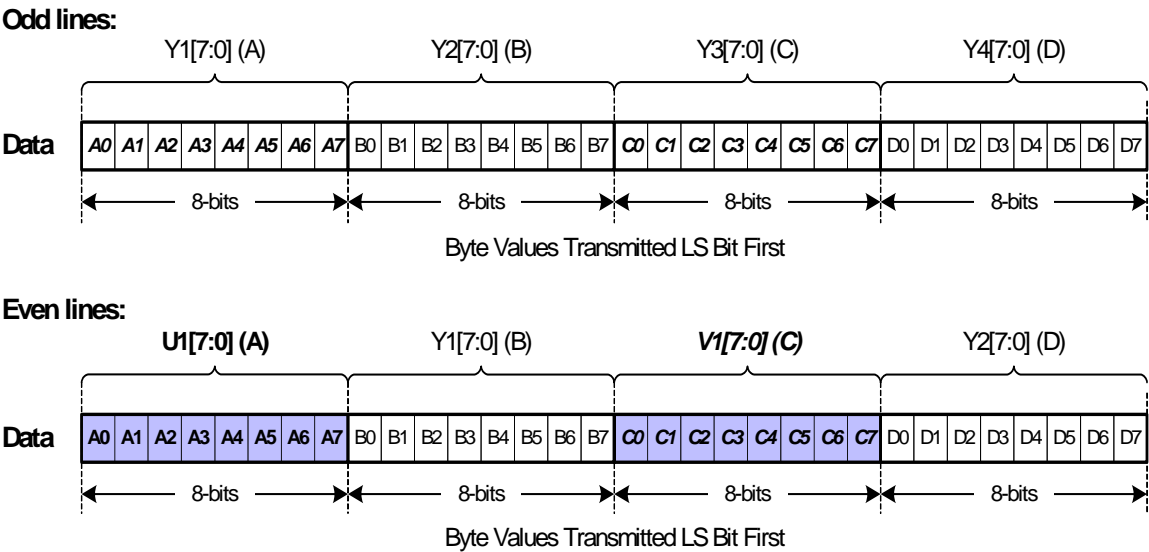 Odd lines:
Y1[7:0] (A) Y2[7:0] (B) Y3[7:0] (C) Y4[7:0] (D)
Data A0 A1 A2 A3 A4 A5 A6 A7 B0 B1 B2 B3 B4 B5 B6 B7 C0 C1 C2 C3 C4 C5 C6 C7 D0 D1 D2 D3 D4 D5 D6 D7
8-bits 8-bits 8-bits 8-bits
Byte Values Transmitted LS Bit First
Even lines:
U1[7:0] (A) Y1[7:0] (B) V1[7:0] (C) Y2[7:0] (D)
Data A0 A1 A2 A3 A4 A5 A6 A7 B0 B1 B2 B3 B4 B5 B6 B7 C0 C1 C2 C3 C4 C5 C6 C7 D0 D1 D2 D3 D4 D5 D6 D7
8-bits 8-bits 8-bits 8-bits
Byte Values Transmitted LS Bit First